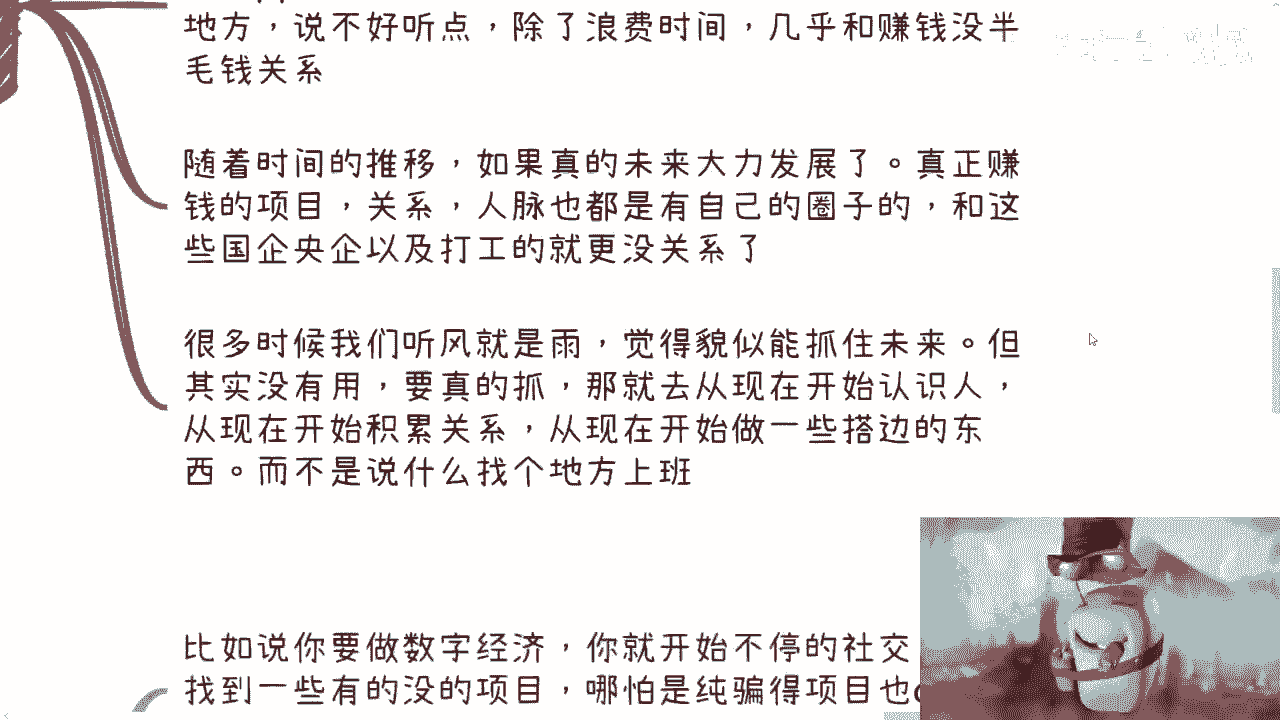 地方，说不好听点，除了浪费时间，几乎和赚钱没半
毛钱关系
随着时间的推移，如果真的未来大力发展了。真正赚
钱的项目，关系，人脉也都是有自己的圈子的，和这
些国企央企以及打工的就更没关系了
很多时候我们听风就是雨，觉得貌似能抓住未来。但
其实没有用，要真的抓，那就去从现在开始认识人，
从现在开始积累关系，从现在开始做一些搭边的东
西。而不是说什么找个地方上班
比如说你要做数字经济，你就开始不停的社交
找到一些有的没的项目，哪怕是纯骗得项目也